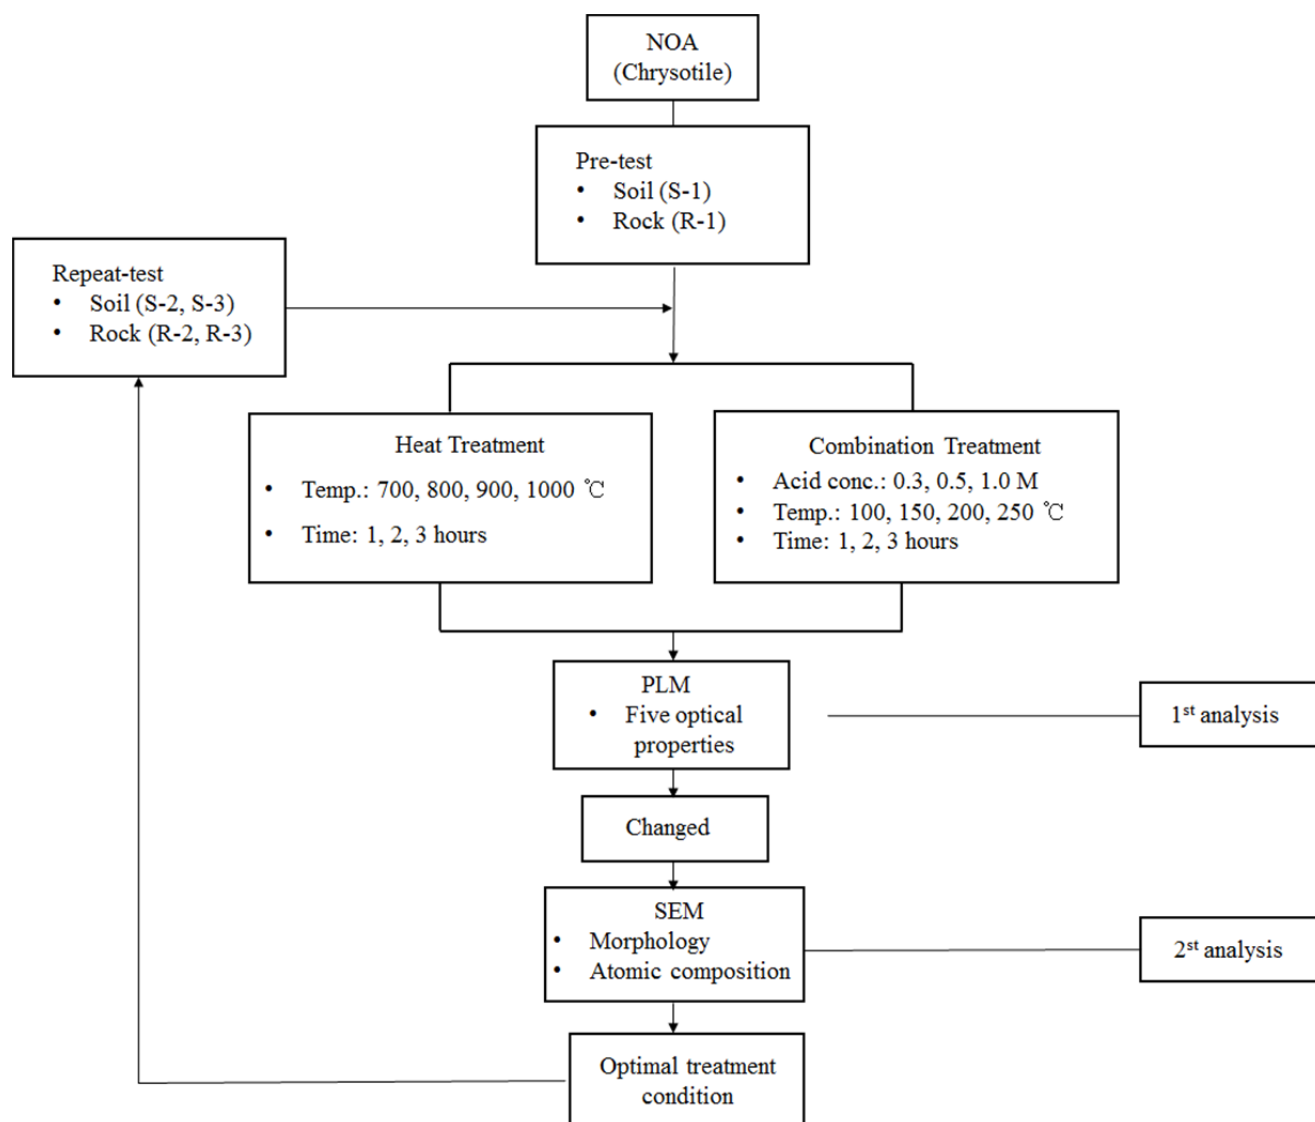 NOA
(Chrysotile)
Pre-test
• Soil (S-1)
• Rock (R-1)
Repeat-test
• Soil (S-2, S-3)
• Rock (R-2, R-3)
Heat Treatment
• Temp.: 700, 800, 900, 1000 ℃
• Time: 1, 2, 3 hours
Combination Treatment
• Acid conc.: 0.3, 0.5, 1.0 M
• Temp.: 100, 150, 200, 250 ℃
• Time: 1, 2, 3 hours
PLM
• Five optical
properties
1st analysis
Changed
SEM
• Morphology
• Atomic composition
2st analysis
Optimal treatment
condition